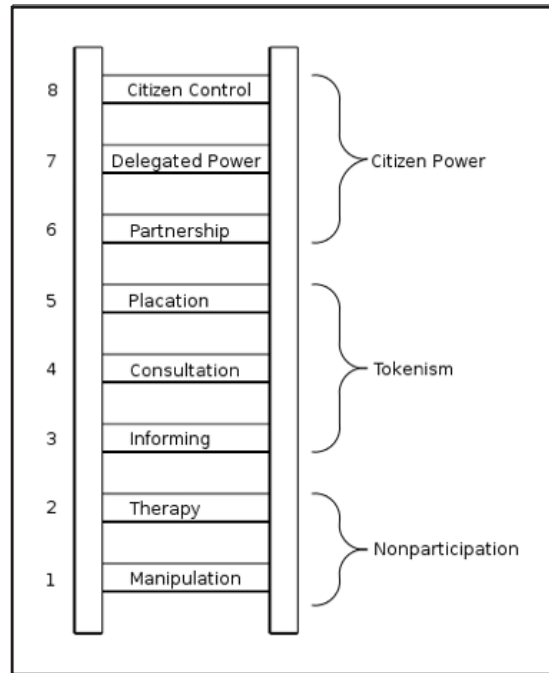 8 Citizen Control
7 Delegated Power
Citizen Power
6 Partnership
5 Placation
4 Consultation
Tokenism
3 Informing
2 Therapy
Nonparticipation
1 Manipulation